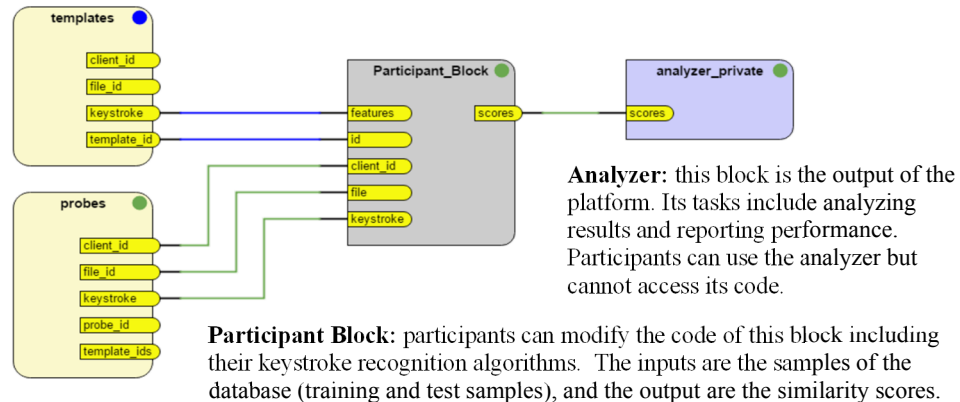 templates
client_id
file_id
keystroke
template_id
probes
client_id
file_id
keystroke
probe_id
template_ids
Participant_Block
features
id
client_id
file
keystroke
scores
analyzer_private
scores
Analyzer: this block is the output of the
platform. Its tasks include analyzing
results and reporting performance.
Participants can use the analyzer but
cannot access its code.
Participant Block: participants can modify the code of this block including
their keystroke recognition algorithms.  The inputs are the samples of the
database (training and test samples), and the output are the similarity scores.